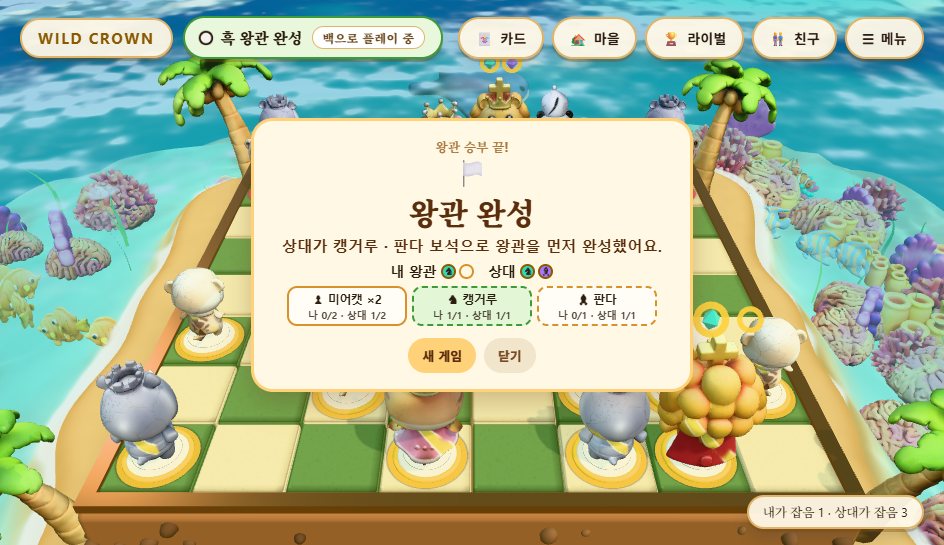 WILD CROWN
흑 왕관 완성 백으로 플레이 중
카드
마을
라이벌
친구
☰ 메뉴
왕관 승부 끝!
왕관 완성
상대가 캥거루 · 판다 보석으로 왕관을 먼저 완성했어요.
내 왕관 상대
미어캣 ×2
나 0/2 · 상대 1/2
캥거루
나 1/1 · 상대 1/1
판다
나 0/1 · 상대 1/1
새 게임
닫기
내가 잡음 1 · 상대가 잡음 3